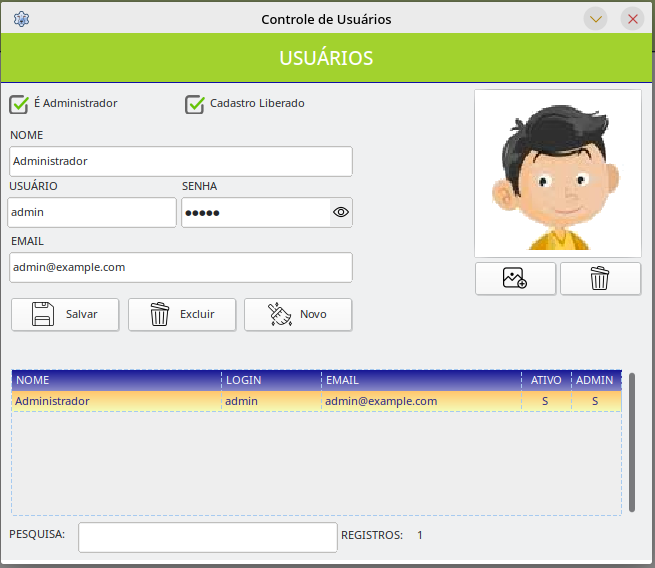 Controle de Usuários
USUÁRIOS
É Administrador Cadastro Liberado
NOME
Administrador
USUÁRIO SENHA
admin •••••
EMAIL
admin@example.com
Salvar Excluir Novo
NOME LOGIN EMAIL ATIVO ADMIN
Administrador admin admin@example.com S S
PESQUISA: REGISTROS: 1